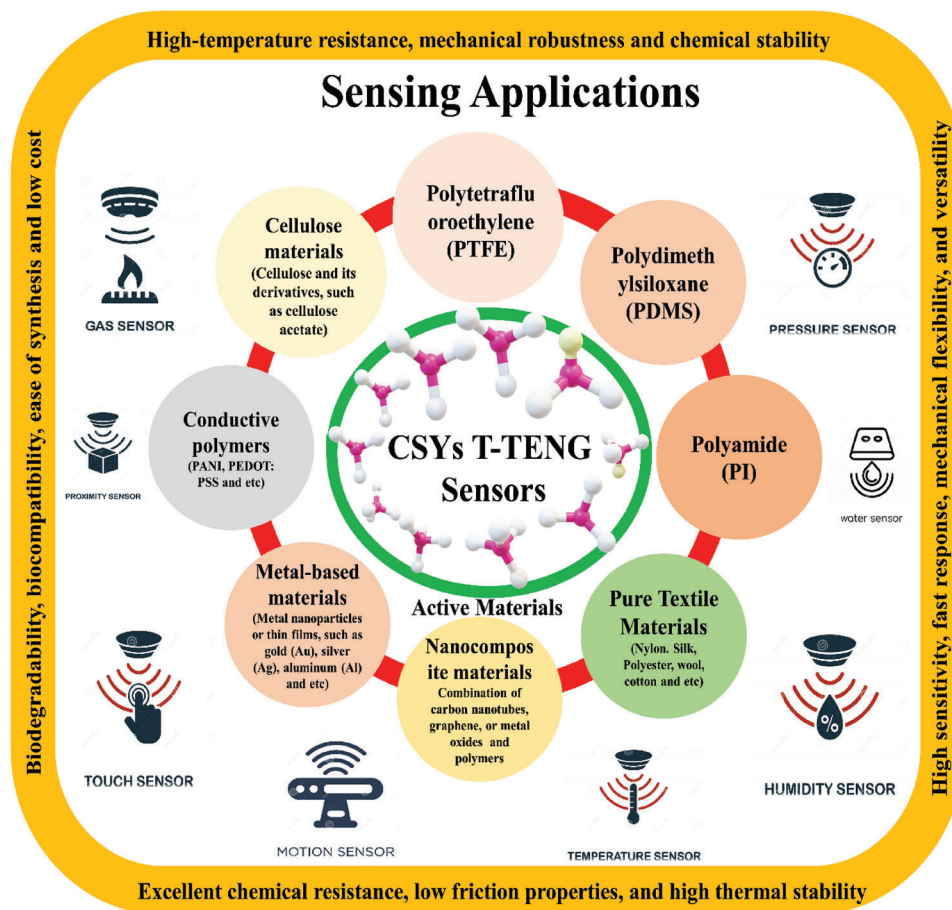 High-temperature resistance, mechanical robustness and chemical stability
Sensing Applications
Biodegradability, biocompatibility, ease of synthesis and low cost
High sensitivity, fast response, mechanical flexibility, and versatility
Polytetraflu
oroethylene
(PTFE)
Cellulose
materials
(Cellulose and its
derivatives, such
as cellulose
acetate)
Polydimeth
ylsiloxane
(PDMS)
GAS SENSOR
PRESSURE SENSOR
Conductive
polymers
(PANI, PEDOT:
PSS and etc)
CSYs T-TENG
Sensors
Polyamide
(PI)
PROXIMITY SENSOR
water sensor
Metal-based
materials
(Metal nanoparticles
or thin films, such as
gold (Au), silver
(Ag), aluminum (Al)
and etc)
Active Materials
Nanocompos
ite materials
Combination of
carbon nanotubes,
graphene, or metal
oxides and
polymers
Pure Textile
Materials
(Nylon. Silk,
Polyester, wool,
cotton and etc)
%
TOUCH SENSOR
HUMIDITY SENSOR
MOTION SENSOR
TEMPERATURE SENSOR
Excellent chemical resistance, low friction properties, and high thermal stability